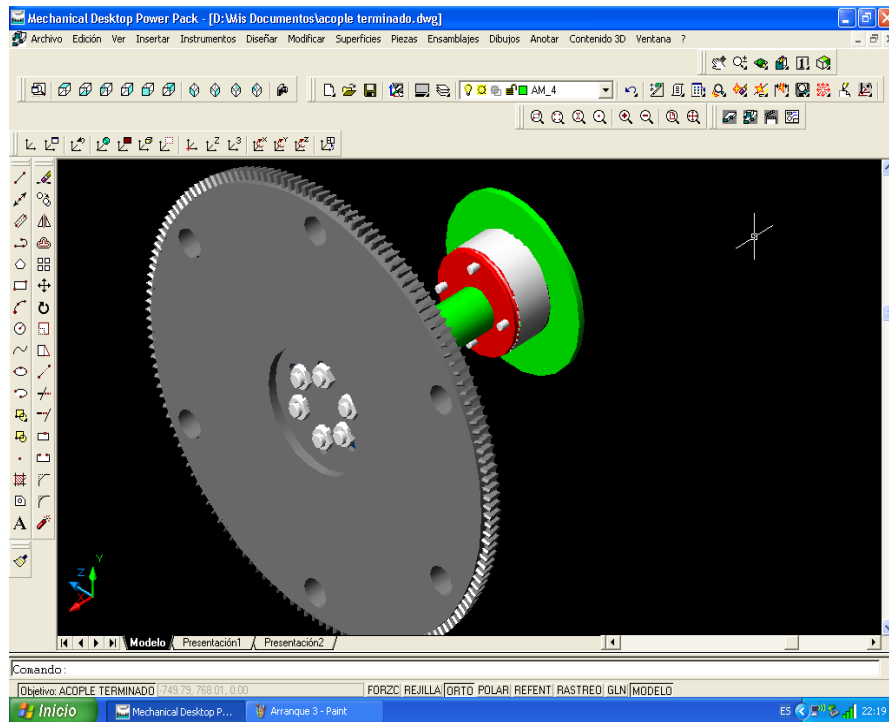 Mechanical Desktop Power Pack - [D:\Mis Documentos\acople terminado.dwg]
Archivo Edición Ver Insertar Instrumentos Diseñar Modificar Superficies Piezas Ensamblajes Dibujos Anotar Contenido 3D Ventana ?
AM_4
Z Y X
Modelo Presentación1 Presentación2
Comando:
Objetivo: ACOPLE TERMINADO -749.79, 768.01, 0.00 FORZC REJILLA ORTO POLAR REFENT RASTREO GLN MODELO
Inicio Mechanical Desktop P... Arranque 3 - Paint ES 22:19